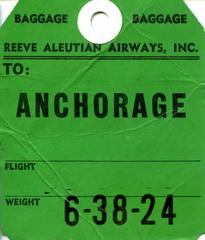 BAGGAGE BAGGAGE
REEVE ALEUTIAN AIRWAYS, INC.
TO:
ANCHORAGE
FLIGHT
WEIGHT 6-38-24